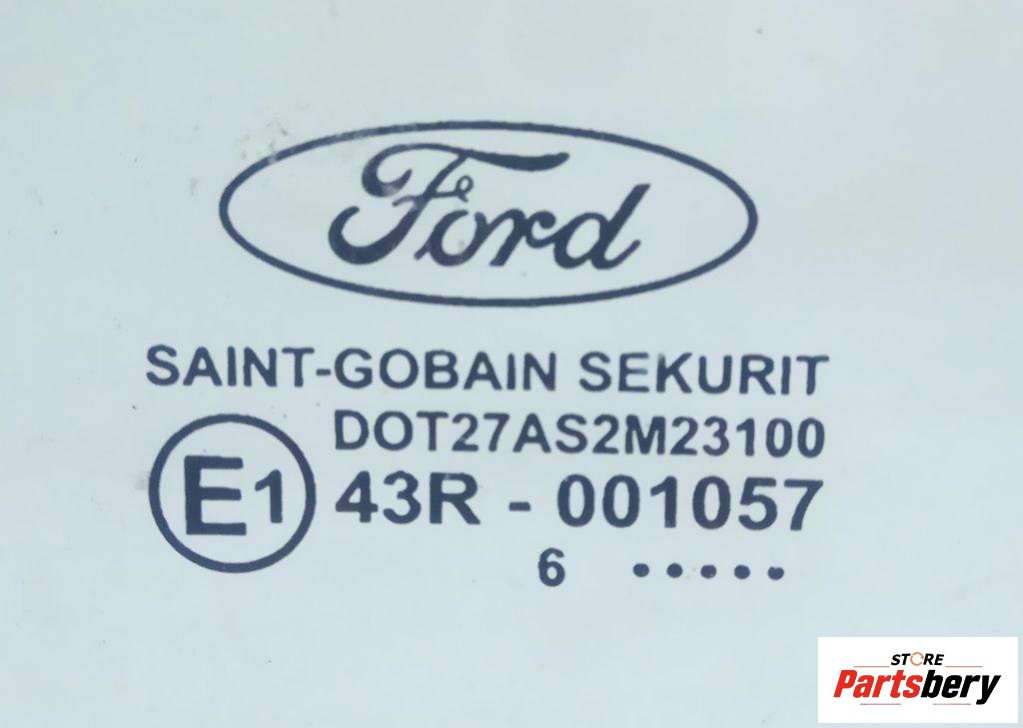 Ford
SAINT-GOBAIN SEKURIT
DOT27AS2M23100
E1 43R - 001057
6 •••••
STORE
Partsbery